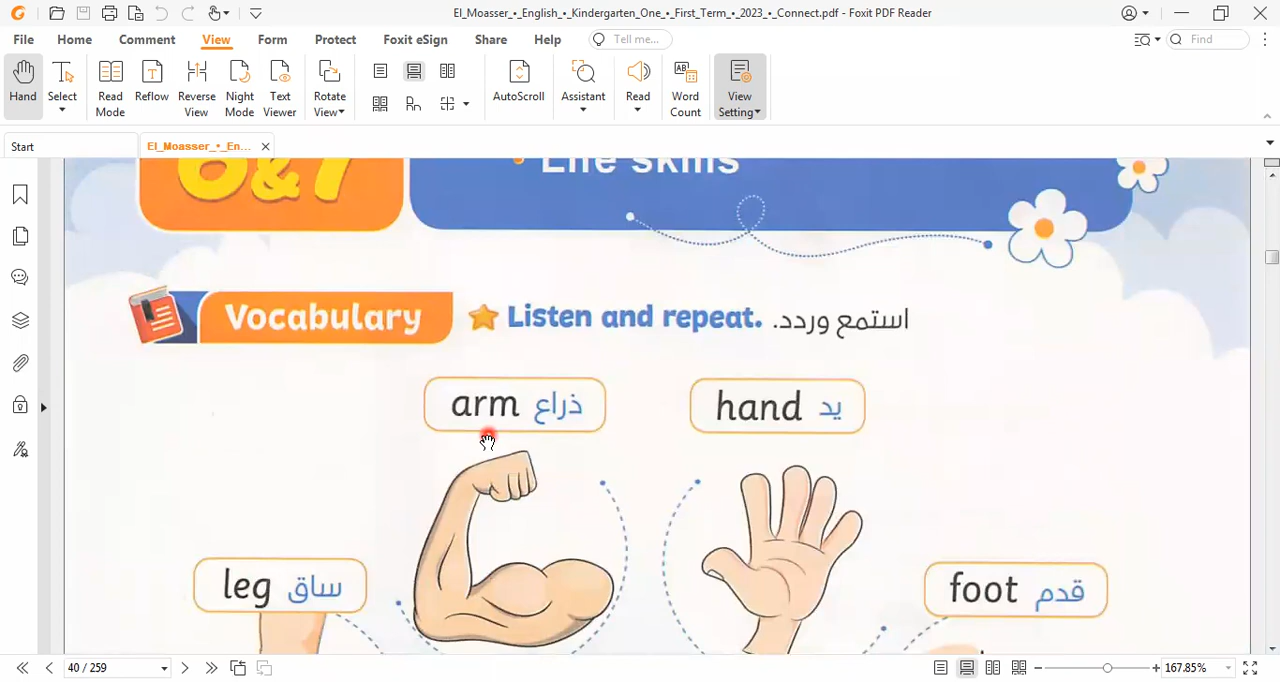 El_Moasser_•_English_•_Kindergarten_One_•_First_Term_•_2023_•_Connect.pdf - Foxit PDF Reader
File Home Comment View Form Protect Foxit eSign Share Help Tell me... Find
Hand Select Read Mode Reflow Reverse View Night Mode Text Viewer Rotate View AutoScroll Assistant Read Word Count View Setting
Start El_Moasser_•_En...
6&7 • Life skills
Vocabulary Listen and repeat. استمع وردد.
arm ذراع hand يد
leg ساق foot قدم
40 / 259 167.85%